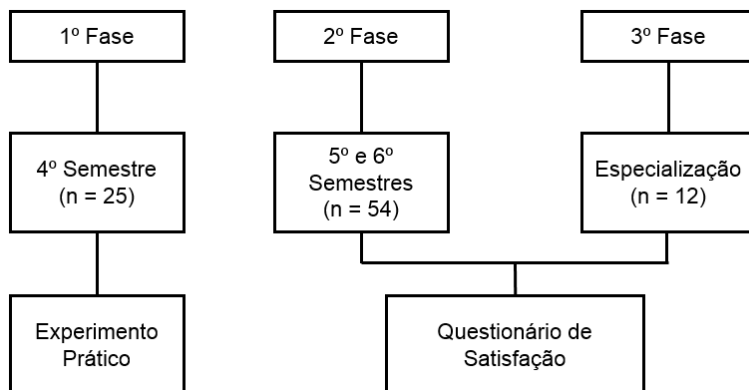 1º Fase
2º Fase
3º Fase
4º Semestre
(n = 25)
5º e 6º
Semestres
(n = 54)
Especialização
(n = 12)
Experimento
Prático
Questionário de
Satisfação